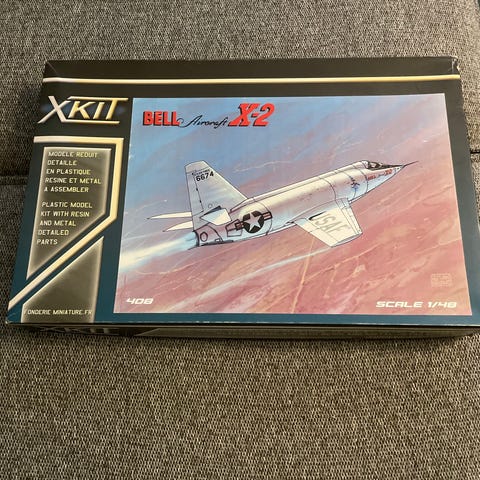 XKIT
BELL Aircraft X-2
MODELE REDUIT
DETAILLE
EN PLASTIQUE
RESINE ET METAL
A ASSEMBLER
PLASTIC MODEL
KIT WITH RESIN
AND METAL
DETAILED
PARTS
FONDERIE MINIATURE.FR
6674
USAF
408
SCALE 1/48
XKIT